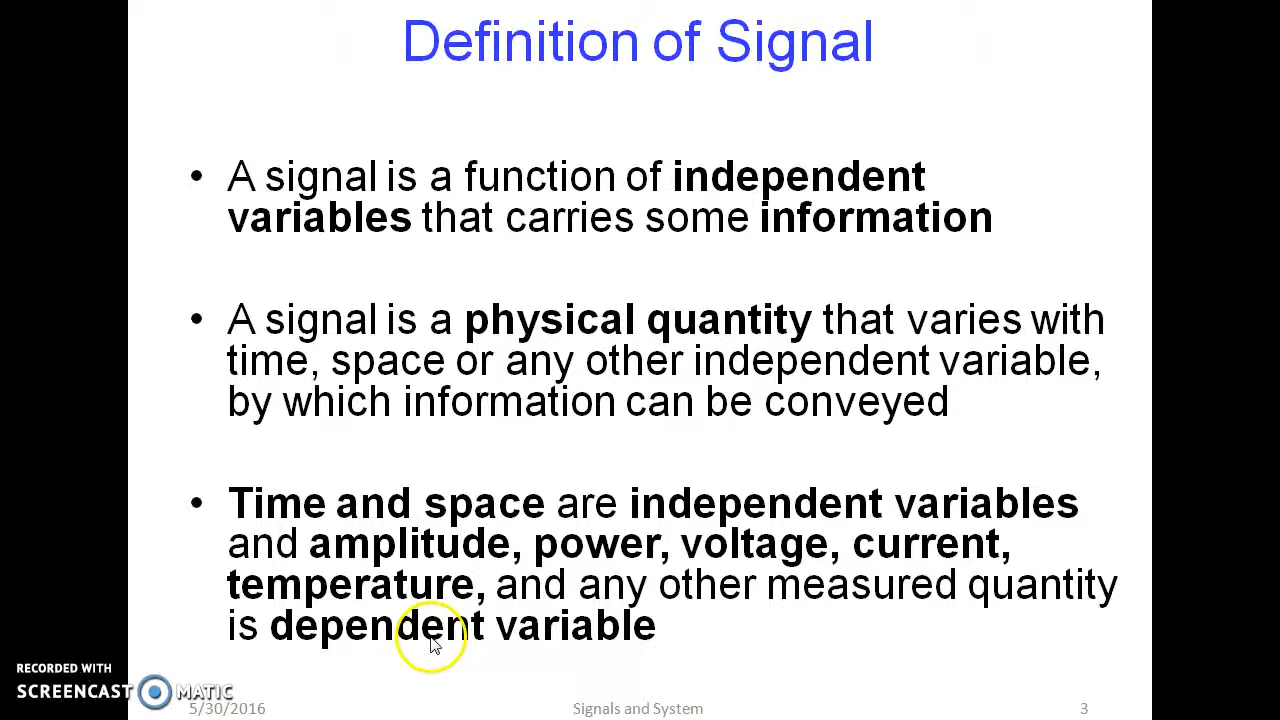 Definition of Signal
• A signal is a function of independent
variables that carries some information
• A signal is a physical quantity that varies with
time, space or any other independent variable,
by which information can be conveyed
• Time and space are independent variables
and amplitude, power, voltage, current,
temperature, and any other measured quantity
is dependent variable
RECORDED WITH
SCREENCAST MATIC
5/30/2016
Signals and System
3